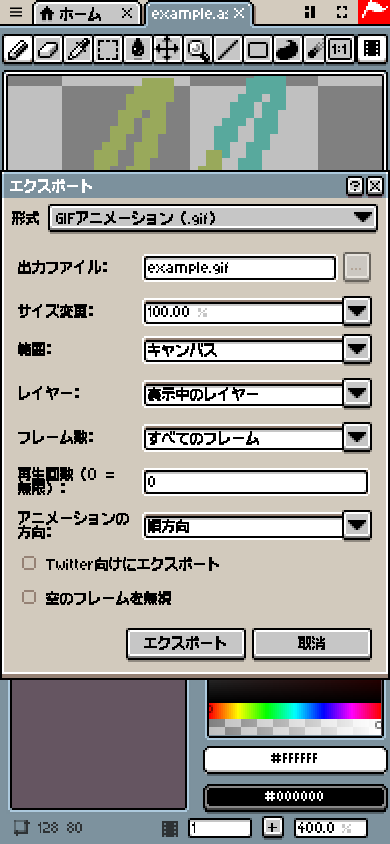 ホーム
example.a:
1:1
エクスポート
形式 GIFアニメーション (.gif)
出力ファイル: example.gif ...
サイズ変更: 100.00 %
範囲: キャンバス
レイヤー: 表示中のレイヤー
フレーム数: すべてのフレーム
再生回数 (0 =
無限): 0
アニメーションの
方向: 順方向
Twitter向けにエクスポート
空のフレームを無視
エクスポート 取消
#FFFFFF
#000000
128 80 1 + 400.0 %